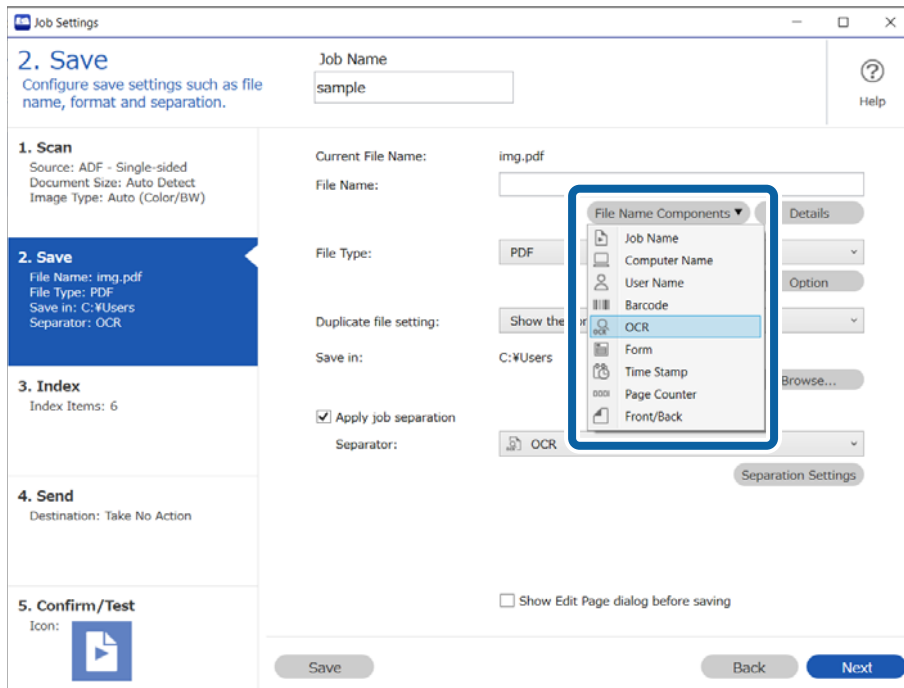 Job Settings
2. Save
Configure save settings such as file
name, format and separation.
Job Name
sample
?
Help
1. Scan
Source: ADF - Single-sided
Document Size: Auto Detect
Image Type: Auto (Color/BW)
2. Save
File Name: img.pdf
File Type: PDF
Save in: C:¥Users
Separator: OCR
3. Index
Index Items: 6
4. Send
Destination: Take No Action
5. Confirm/Test
Icon:
Current File Name: img.pdf
File Name:
File Name Components ▼ Details
File Type: PDF
Option
Duplicate file setting: Show the
Save in: C:¥Users
Browse...
Job Name
Computer Name
User Name
Barcode
OCR
Form
Time Stamp
Page Counter
Front/Back
Apply job separation
Separator: OCR
Separation Settings
Show Edit Page dialog before saving
Save Back Next